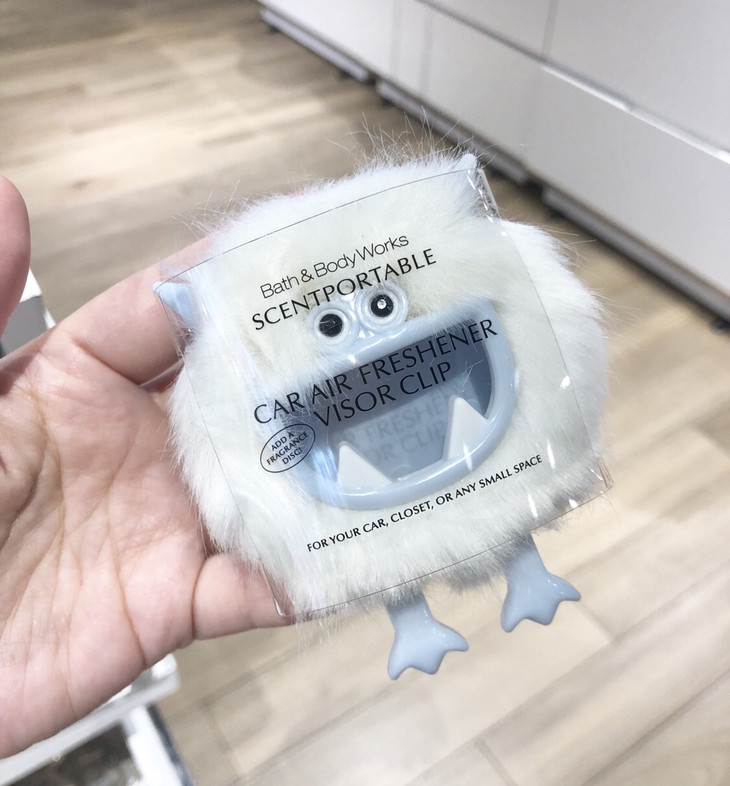 Bath & Body Works
SCENTPORTABLE
CAR AIR FRESHENER
VISOR CLIP
ADD A
FRAGRANCE
DISC!
FOR YOUR CAR, CLOSET, OR ANY SMALL SPACE